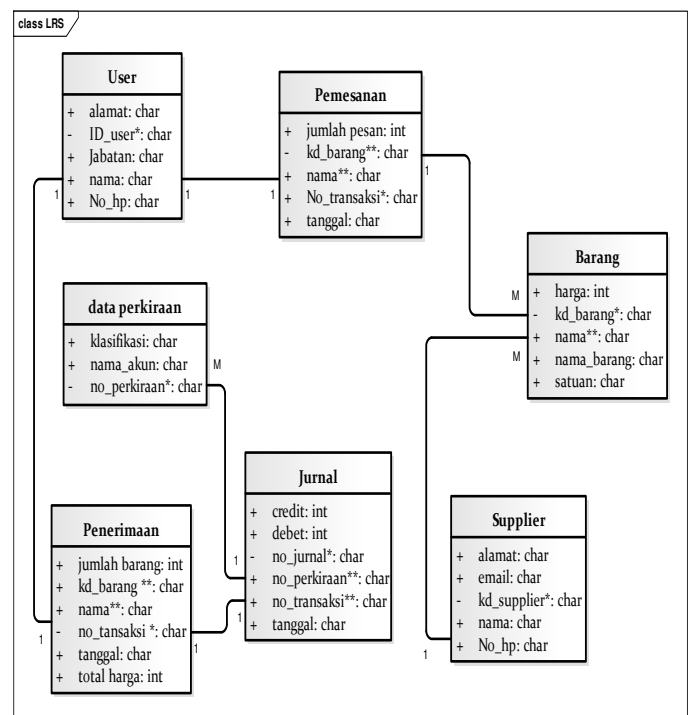 class LRS
User
+ alamat: char
- ID_user*: char
+ Jabatan: char
+ nama: char
+ No_hp: char
Pemesanan
+ jumlah pesan: int
- kd_barang**: char
+ nama**: char
+ No_transaksi*: char
+ tanggal: char
1
1
1
1
Barang
+ harga: int
- kd_barang*: char
+ nama**: char
+ nama_barang: char
+ satuan: char
M
M
data perkiraan
+ klasifikasi: char
+ nama_akun: char
- no_perkiraan*: char
M
Jurnal
+ credit: int
+ debet: int
- no_jurnal*: char
+ no_perkiraan**: char
+ no_transaksi**: char
+ tanggal: char
1
1
Penerimaan
+ jumlah barang: int
+ kd_barang **: char
+ nama**: char
- no_tansaksi *: char
+ tanggal: char
+ total harga: int
1
1
Supplier
+ alamat: char
+ email: char
- kd_supplier*: char
+ nama: char
+ No_hp: char
1